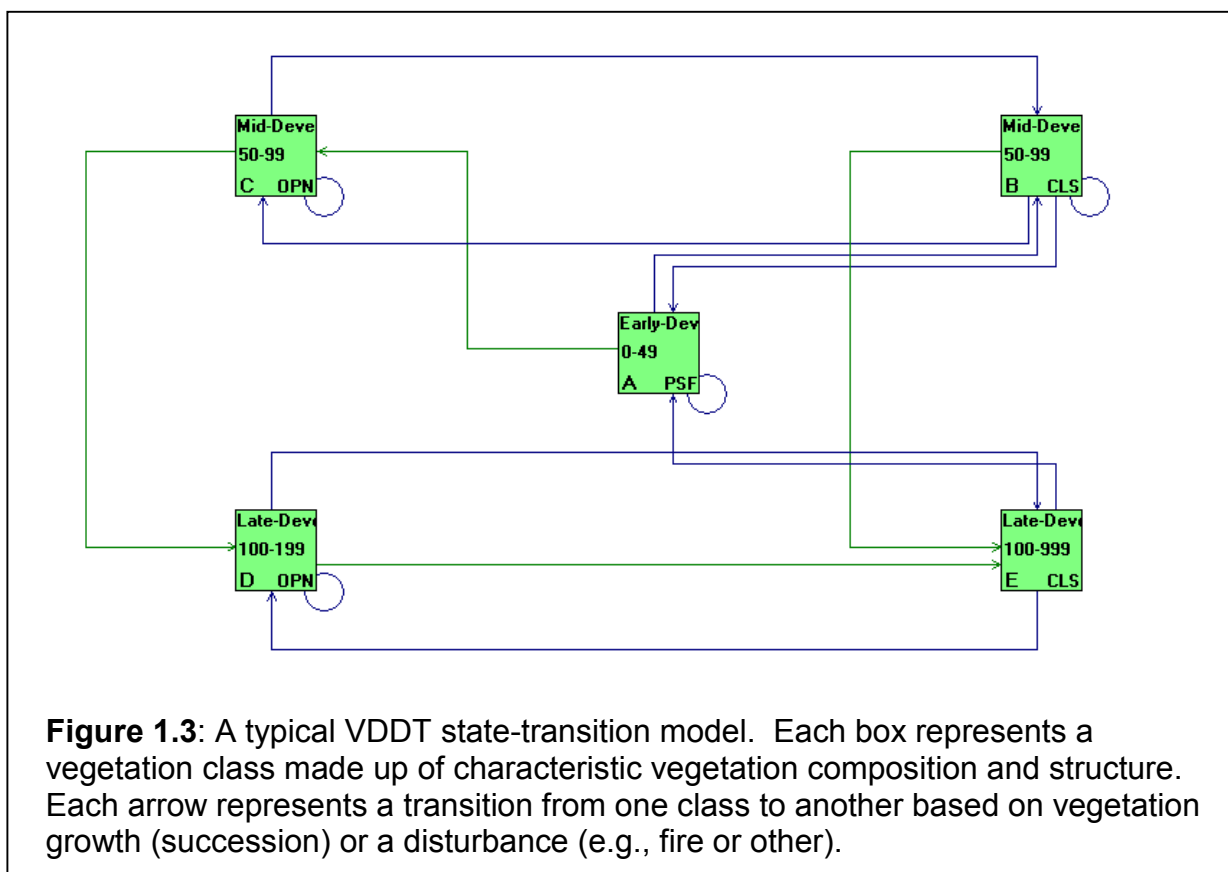 Mid-Deve
50-99
C OPN
Mid-Deve
50-99
B CLS
Early-Dev
0-49
A PSF
Late-Deve
100-199
D OPN
Late-Deve
100-999
E CLS
Figure 1.3: A typical VDDT state-transition model. Each box represents a
vegetation class made up of characteristic vegetation composition and structure.
Each arrow represents a transition from one class to another based on vegetation
growth (succession) or a disturbance (e.g., fire or other).